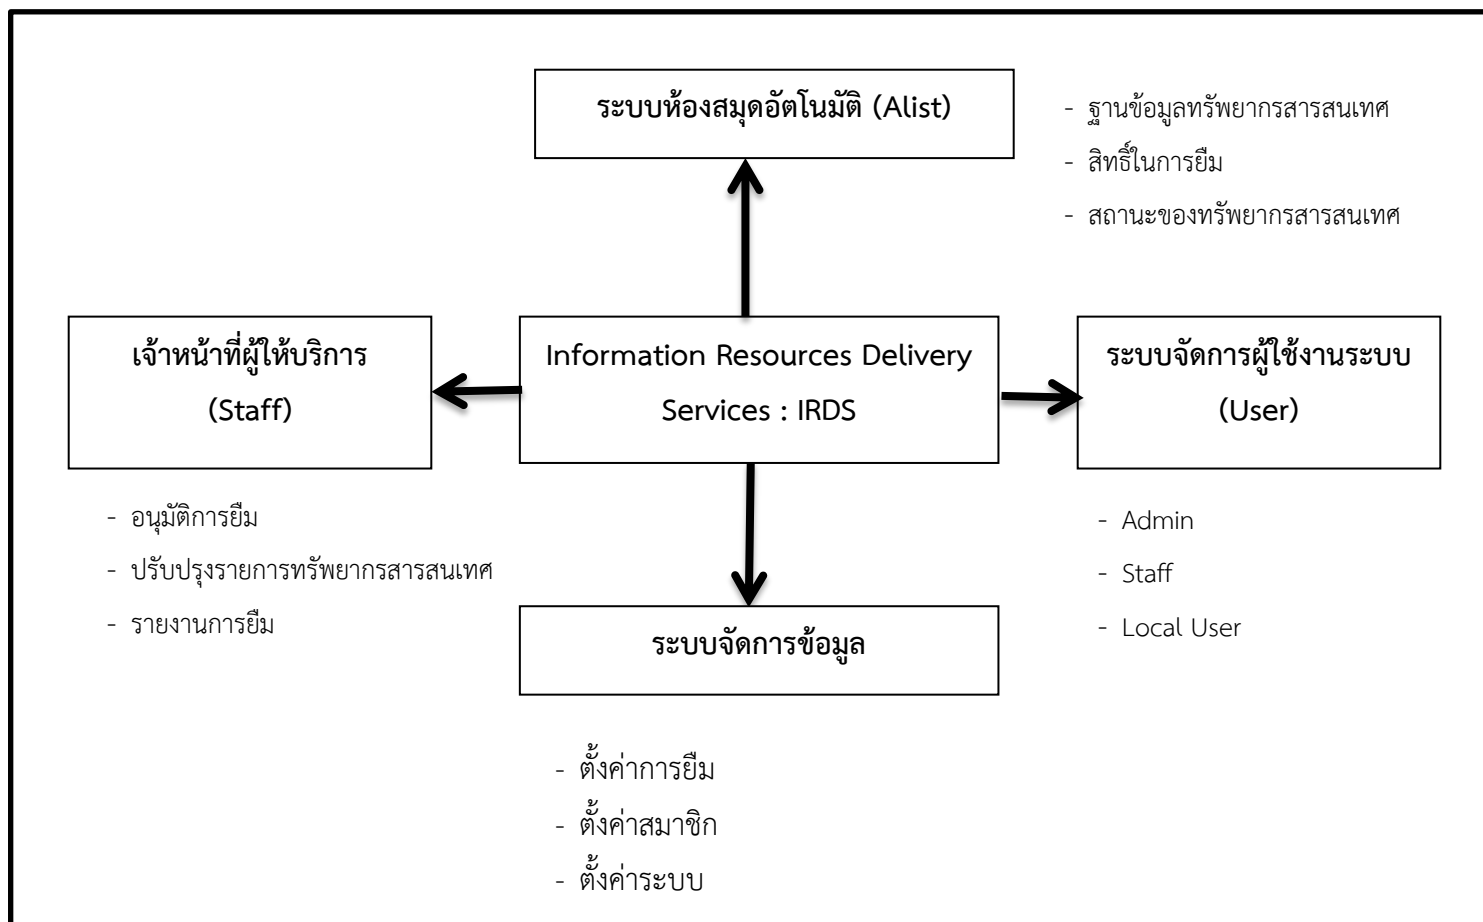 ระบบห้องสมุดอัตโนมัติ (Alist)
- ฐานข้อมูลทรัพยากรสารสนเทศ
- สิทธิ์ในการยืม
- สถานะของทรัพยากรสารสนเทศ
เจ้าหน้าที่ผู้ให้บริการ
(Staff)
Information Resources Delivery
Services : IRDS
ระบบจัดการผู้ใช้งานระบบ
(User)
- อนุมัติการยืม
- ปรับปรุงรายการทรัพยากรสารสนเทศ
- รายงานการยืม
- Admin
- Staff
- Local User
ระบบจัดการข้อมูล
- ตั้งค่าการยืม
- ตั้งค่าสมาชิก
- ตั้งค่าระบบ